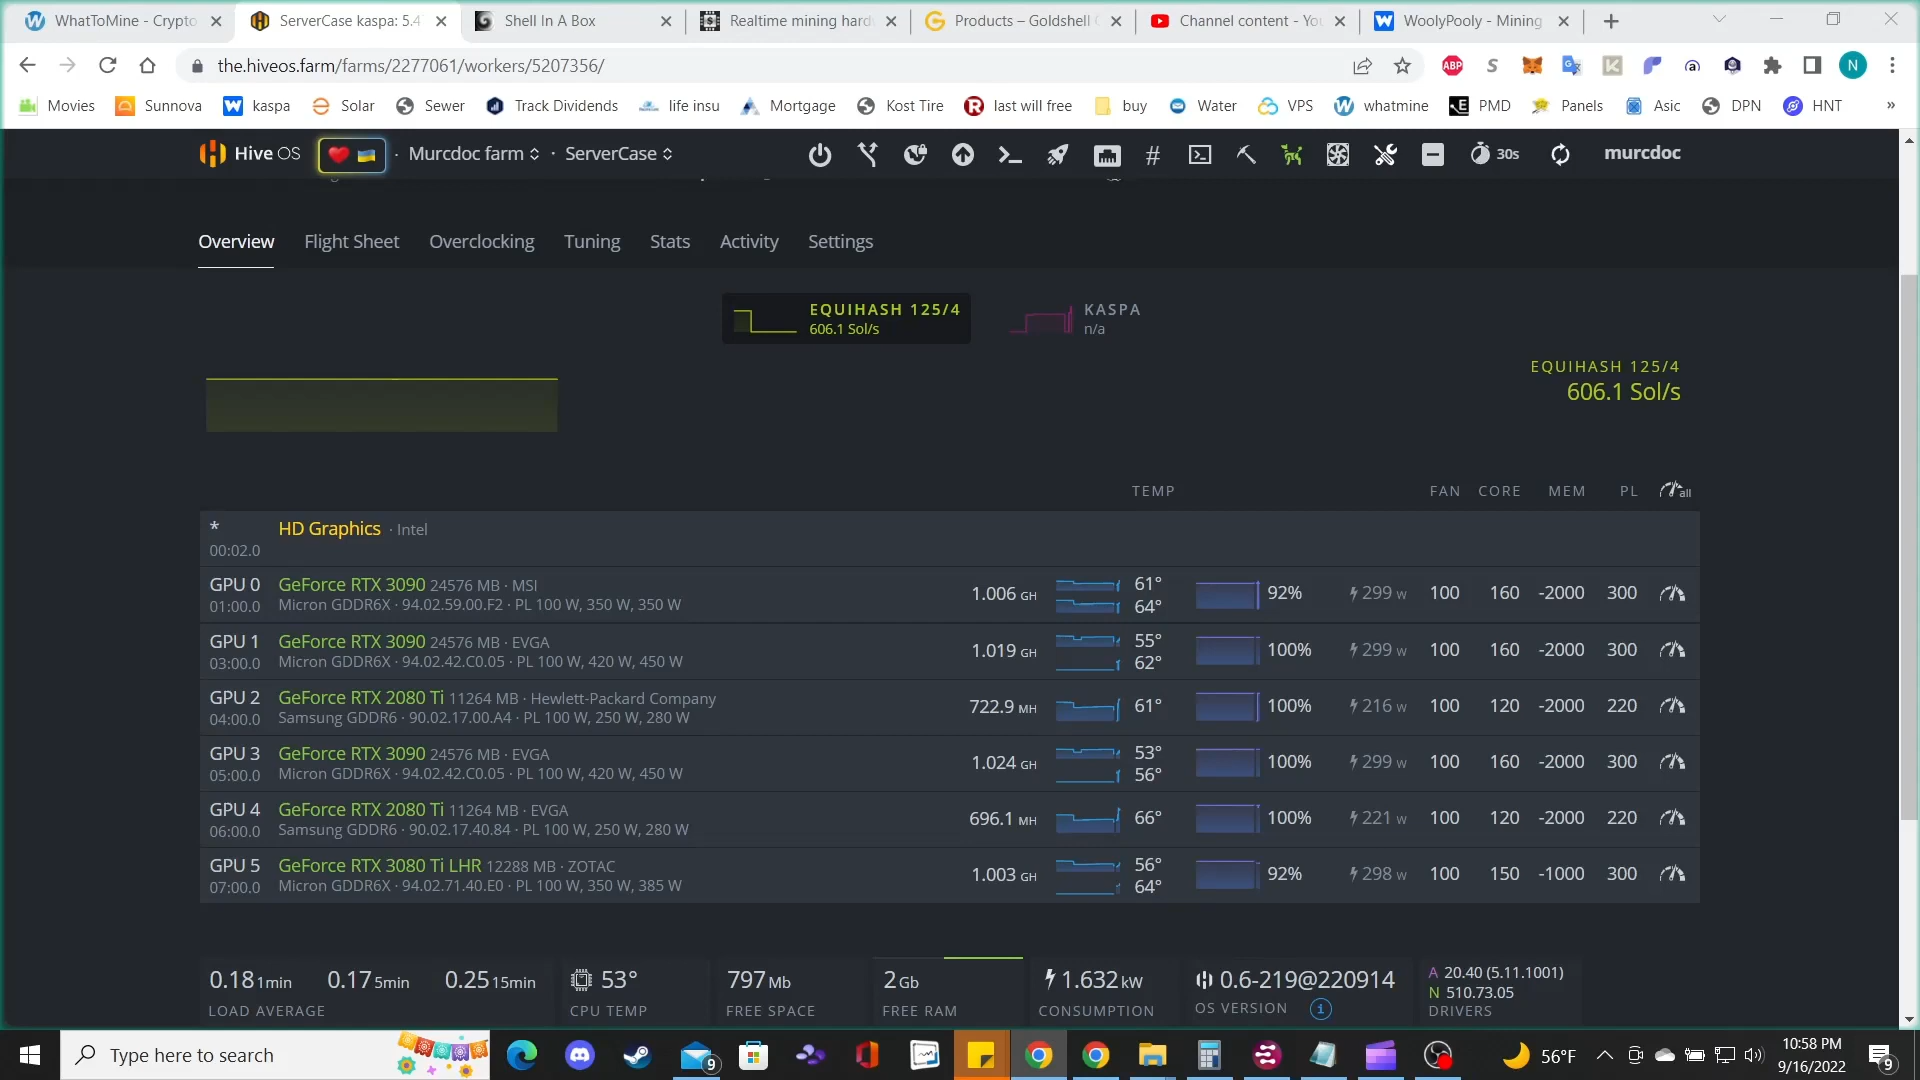 WhatToMine - Crypto
ServerCase kaspa: 5.4
Shell In A Box
Realtime mining hard
Products – Goldshell
Channel content - You
WoolyPooly - Mining
the.hiveos.farm/farms/2277061/workers/5207356/
ABP
N
Movies
Sunnova
kaspa
Solar
Sewer
Track Dividends
life insu
Mortgage
Kost Tire
last will free
buy
Water
VPS
whatmine
PMD
Panels
Asic
DPN
HNT
»
Hive OS
· Murcdoc farm
· ServerCase
30s
murcdoc
Overview
Flight Sheet
Overclocking
Tuning
Stats
Activity
Settings
EQUIHASH 125/4
606.1 Sol/s
KASPA
n/a
EQUIHASH 125/4
606.1 Sol/s
TEMP FAN CORE MEM PL all
* HD Graphics · Intel
00:02.0
GPU 0 GeForce RTX 3090 24576 MB · MSI 1.006 GH 61° 92% 299 W 100 160 -2000 300
01:00.0 Micron GDDR6X · 94.02.59.00.F2 · PL 100 W, 350 W, 350 W 64°
GPU 1 GeForce RTX 3090 24576 MB · EVGA 1.019 GH 55° 100% 299 W 100 160 -2000 300
03:00.0 Micron GDDR6X · 94.02.42.C0.05 · PL 100 W, 420 W, 450 W 62°
GPU 2 GeForce RTX 2080 Ti 11264 MB · Hewlett-Packard Company 722.9 MH 61° 100% 216 W 100 120 -2000 220
04:00.0 Samsung GDDR6 · 90.02.17.00.A4 · PL 100 W, 250 W, 280 W
GPU 3 GeForce RTX 3090 24576 MB · EVGA 1.024 GH 53° 100% 299 W 100 160 -2000 300
05:00.0 Micron GDDR6X · 94.02.42.C0.05 · PL 100 W, 420 W, 450 W 56°
GPU 4 GeForce RTX 2080 Ti 11264 MB · EVGA 696.1 MH 66° 100% 221 W 100 120 -2000 220
06:00.0 Samsung GDDR6 · 90.02.17.40.84 · PL 100 W, 250 W, 280 W
GPU 5 GeForce RTX 3080 Ti LHR 12288 MB · ZOTAC 1.003 GH 56° 92% 298 W 100 150 -1000 300
07:00.0 Micron GDDR6X · 94.02.71.40.E0 · PL 100 W, 350 W, 385 W 64°
0.18 1min 0.17 5min 0.25 15min
LOAD AVERAGE
53°
CPU TEMP
797 Mb
FREE SPACE
2 Gb
FREE RAM
1.632 kW
CONSUMPTION
0.6-219@220914
OS VERSION
A 20.40 (5.11.1001)
N 510.73.05
DRIVERS
Type here to search
9
56°F
10:58 PM
9/16/2022
9